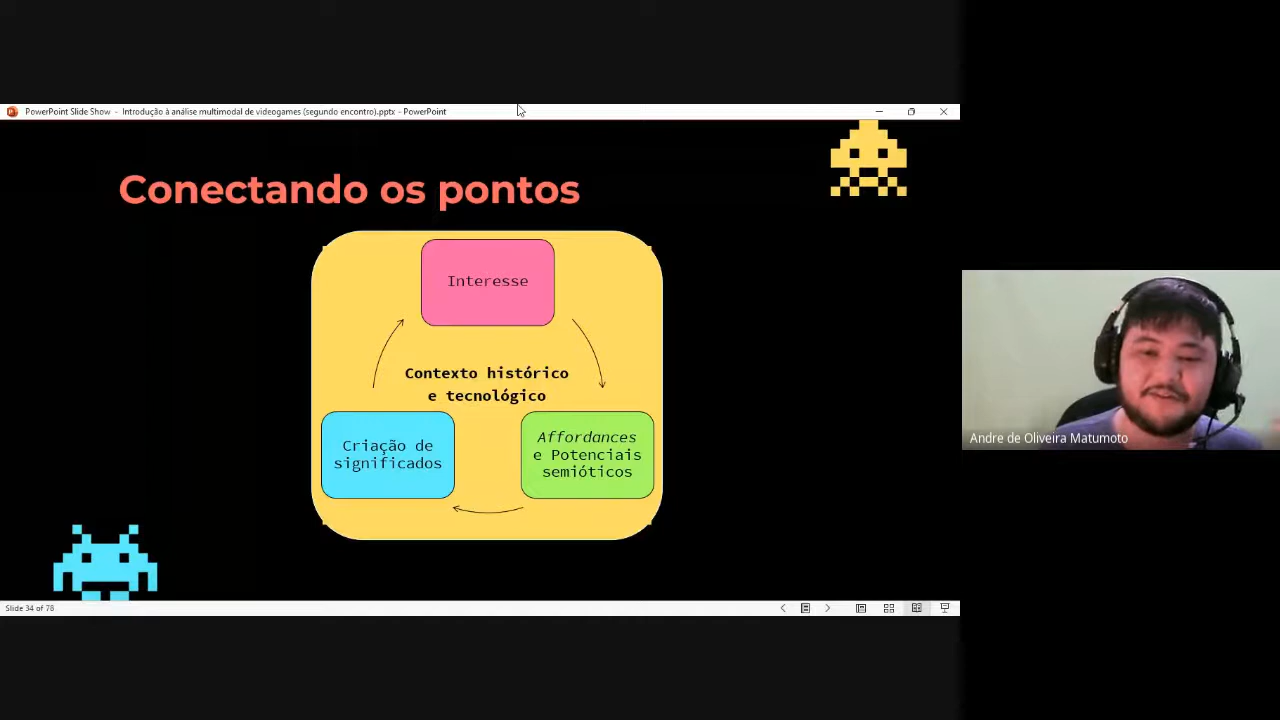 PowerPoint Slide Show - Introdução à análise multimodal de videogames (segundo encontro).pptx - PowerPoint
Conectando os pontos
Interesse
Contexto histórico
e tecnológico
Criação de
significados
Affordances
e Potenciais
semióticos
Andre de Oliveira Matumoto
Slide 34 of 78